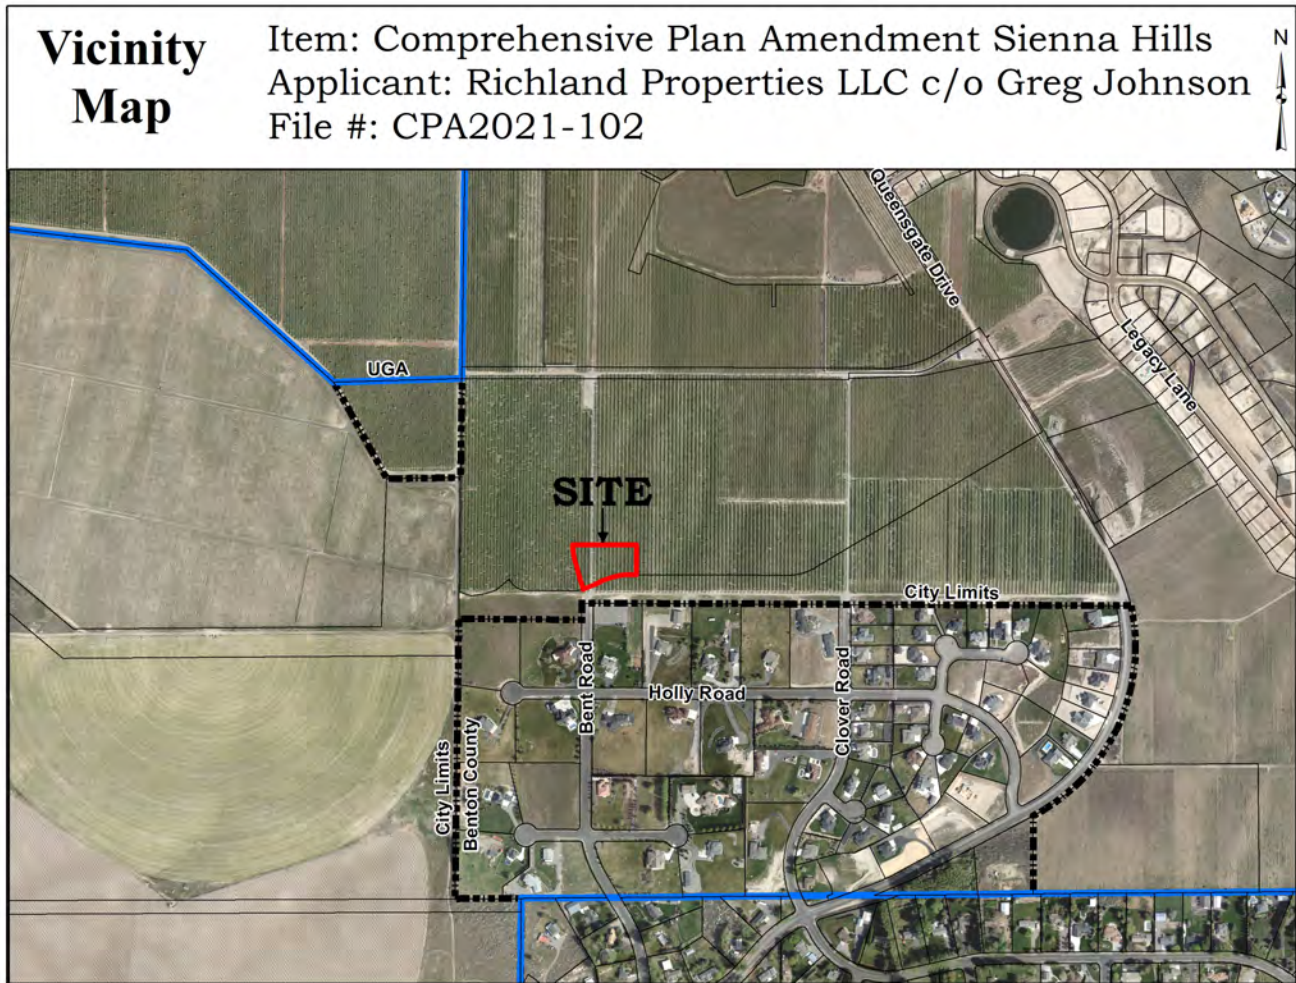 Vicinity
Map
Item: Comprehensive Plan Amendment Sienna Hills
Applicant: Richland Properties LLC c/o Greg Johnson
File #: CPA2021-102
N
Queensgate Drive
Legacy Lane
UGA
SITE
City Limits
Bent Road
Holly Road
Clover Road
City Limits
Benton County